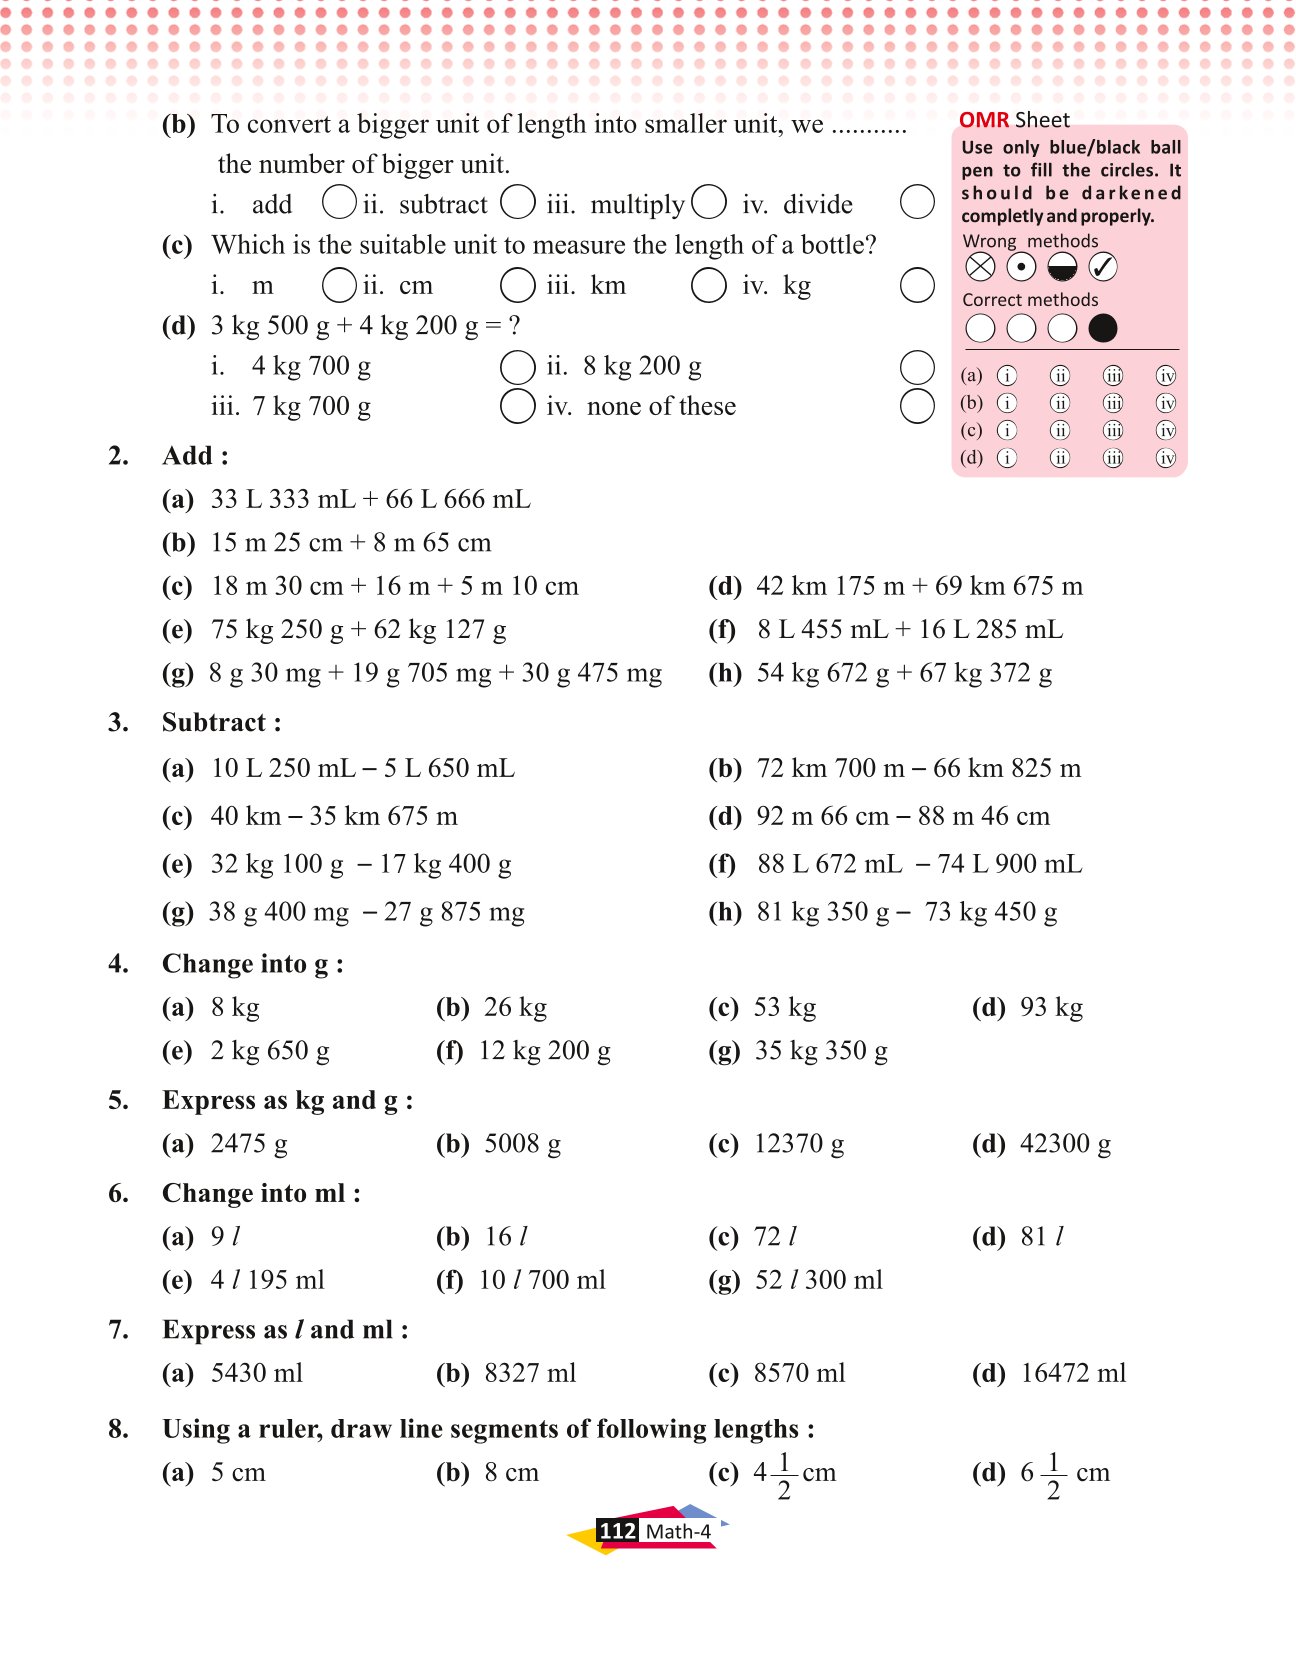 (b) To convert a bigger unit of length into smaller unit, we ...........
the number of bigger unit.
i. add ii. subtract iii. multiply iv. divide
(c) Which is the suitable unit to measure the length of a bottle?
i. m ii. cm iii. km iv. kg
(d) 3 kg 500 g + 4 kg 200 g = ?
i. 4 kg 700 g ii. 8 kg 200 g
iii. 7 kg 700 g iv. none of these
OMR Sheet
Use only blue/black ball
pen to fill the circles. It
should be darkened
completly and properly.
Wrong methods
Correct methods
(a) i ii iii iv
(b) i ii iii iv
(c) i ii iii iv
(d) i ii iii iv
2. Add :
(a) 33 L 333 mL + 66 L 666 mL
(b) 15 m 25 cm + 8 m 65 cm
(c) 18 m 30 cm + 16 m + 5 m 10 cm (d) 42 km 175 m + 69 km 675 m
(e) 75 kg 250 g + 62 kg 127 g (f) 8 L 455 mL + 16 L 285 mL
(g) 8 g 30 mg + 19 g 705 mg + 30 g 475 mg (h) 54 kg 672 g + 67 kg 372 g
3. Subtract :
(a) 10 L 250 mL – 5 L 650 mL (b) 72 km 700 m – 66 km 825 m
(c) 40 km – 35 km 675 m (d) 92 m 66 cm – 88 m 46 cm
(e) 32 kg 100 g – 17 kg 400 g (f) 88 L 672 mL – 74 L 900 mL
(g) 38 g 400 mg – 27 g 875 mg (h) 81 kg 350 g – 73 kg 450 g
4. Change into g :
(a) 8 kg (b) 26 kg (c) 53 kg (d) 93 kg
(e) 2 kg 650 g (f) 12 kg 200 g (g) 35 kg 350 g
5. Express as kg and g :
(a) 2475 g (b) 5008 g (c) 12370 g (d) 42300 g
6. Change into ml :
(a) 9 l (b) 16 l (c) 72 l (d) 81 l
(e) 4 l 195 ml (f) 10 l 700 ml (g) 52 l 300 ml
7. Express as l and ml :
(a) 5430 ml (b) 8327 ml (c) 8570 ml (d) 16472 ml
8. Using a ruler, draw line segments of following lengths :
(a) 5 cm (b) 8 cm (c) 4 1/2 cm (d) 6 1/2 cm
112 Math-4